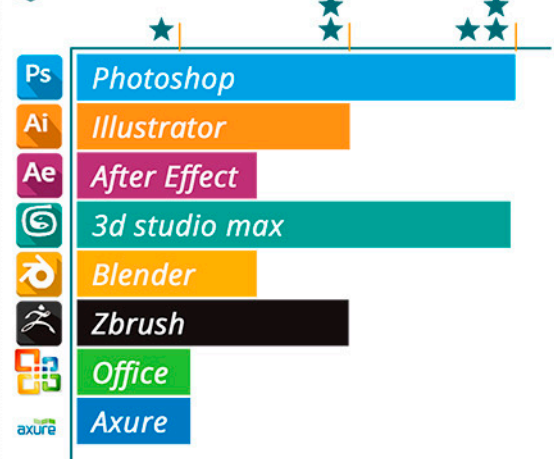 Ps Photoshop
Ai Illustrator
Ae After Effect
3d studio max
Blender
Zbrush
Office
axure Axure